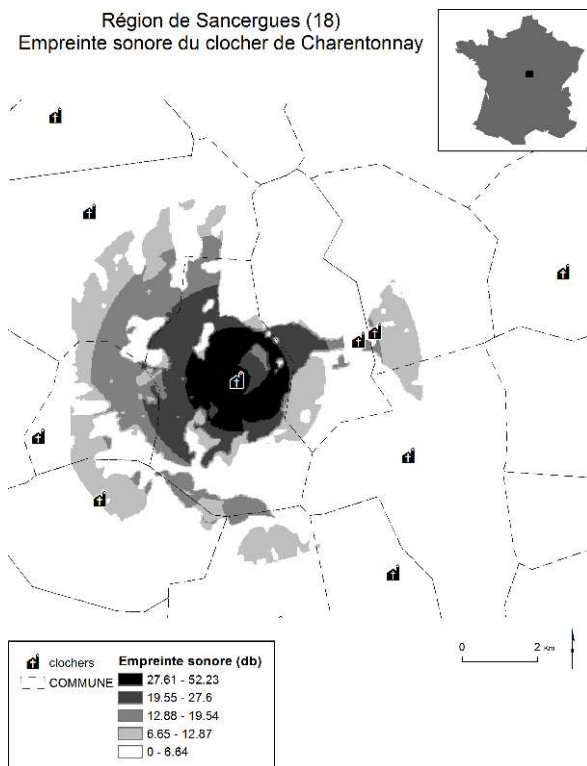 Région de Sancergues (18)
Empreinte sonore du clocher de Charentonnay
0 2 Km
clochers
COMMUNE
Empreinte sonore (db)
27.61 - 52.23
19.55 - 27.6
12.88 - 19.54
6.65 - 12.87
0 - 6.64